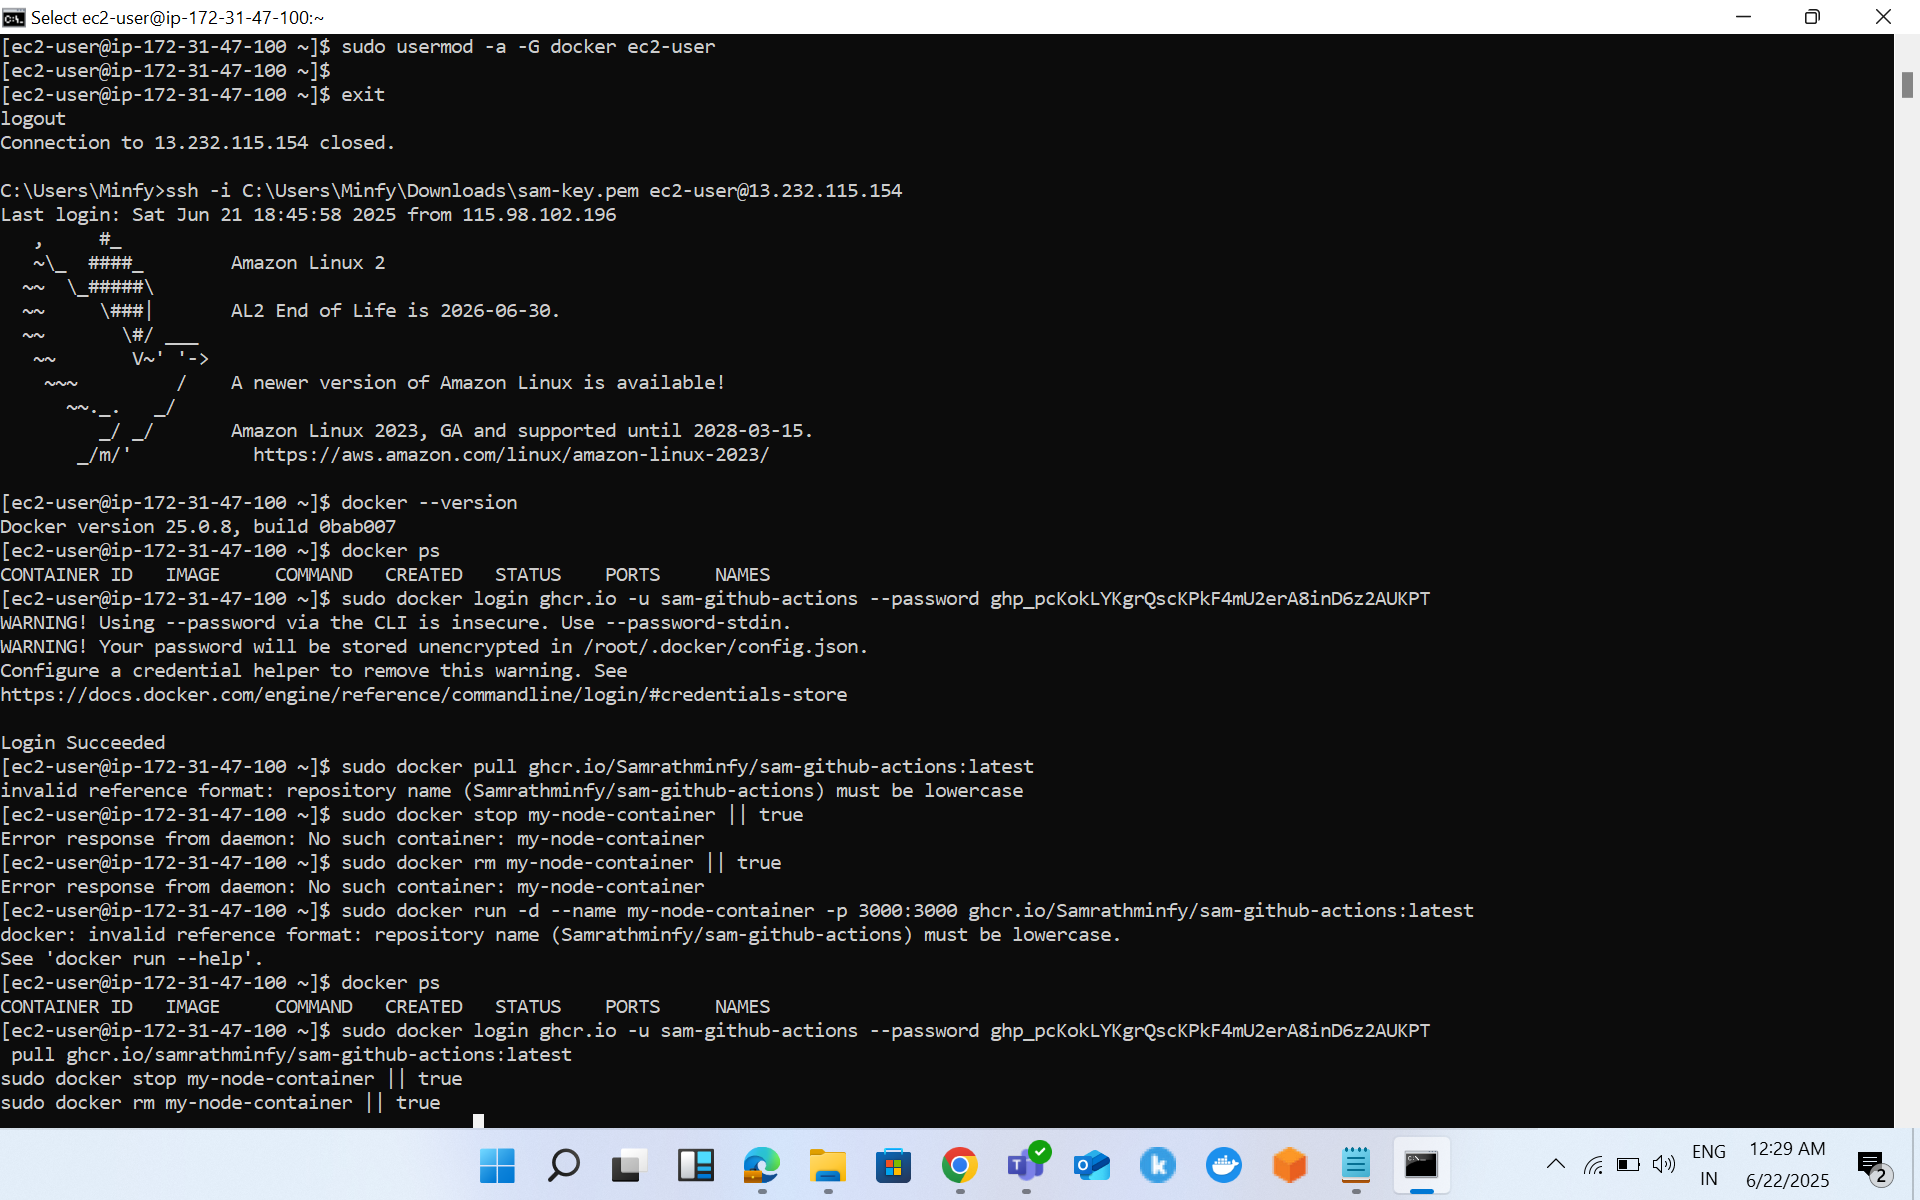 Select ec2-user@ip-172-31-47-100:~
[ec2-user@ip-172-31-47-100 ~]$ sudo usermod -a -G docker ec2-user
[ec2-user@ip-172-31-47-100 ~]$
[ec2-user@ip-172-31-47-100 ~]$ exit
logout
Connection to 13.232.115.154 closed.
C:\Users\Minfy>ssh -i C:\Users\Minfy\Downloads\sam-key.pem ec2-user@13.232.115.154
Last login: Sat Jun 21 18:45:58 2025 from 115.98.102.196
   ,     #_
   ~\_  ####_        Amazon Linux 2
  ~~  \_#####\
  ~~     \###|       AL2 End of Life is 2026-06-30.
  ~~       \#/ ___
   ~~       V~' '->
    ~~~         /    A newer version of Amazon Linux is available!
      ~~._.   _/
         _/ _/       Amazon Linux 2023, GA and supported until 2028-03-15.
       _/m/'           https://aws.amazon.com/linux/amazon-linux-2023/
[ec2-user@ip-172-31-47-100 ~]$ docker --version
Docker version 25.0.8, build 0bab007
[ec2-user@ip-172-31-47-100 ~]$ docker ps
CONTAINER ID   IMAGE     COMMAND   CREATED   STATUS    PORTS     NAMES
[ec2-user@ip-172-31-47-100 ~]$ sudo docker login ghcr.io -u sam-github-actions --password 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
WARNING! Using --password via the CLI is insecure. Use --password-stdin.
WARNING! Your password will be stored unencrypted in /root/.docker/config.json.
Configure a credential helper to remove this warning. See
https://docs.docker.com/engine/reference/commandline/login/#credentials-store
Login Succeeded
[ec2-user@ip-172-31-47-100 ~]$ sudo docker pull ghcr.io/Samrathminfy/sam-github-actions:latest
invalid reference format: repository name (Samrathminfy/sam-github-actions) must be lowercase
[ec2-user@ip-172-31-47-100 ~]$ sudo docker stop my-node-container || true
Error response from daemon: No such container: my-node-container
[ec2-user@ip-172-31-47-100 ~]$ sudo docker rm my-node-container || true
Error response from daemon: No such container: my-node-container
[ec2-user@ip-172-31-47-100 ~]$ sudo docker run -d --name my-node-container -p 3000:3000 ghcr.io/Samrathminfy/sam-github-actions:latest
docker: invalid reference format: repository name (Samrathminfy/sam-github-actions) must be lowercase.
See 'docker run --help'.
[ec2-user@ip-172-31-47-100 ~]$ docker ps
CONTAINER ID   IMAGE     COMMAND   CREATED   STATUS    PORTS     NAMES
[ec2-user@ip-172-31-47-100 ~]$ sudo docker login ghcr.io -u sam-github-actions --password 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
 pull ghcr.io/samrathminfy/sam-github-actions:latest
sudo docker stop my-node-container || true
sudo docker rm my-node-container || true
ENG
IN
12:29 AM
6/22/2025
2